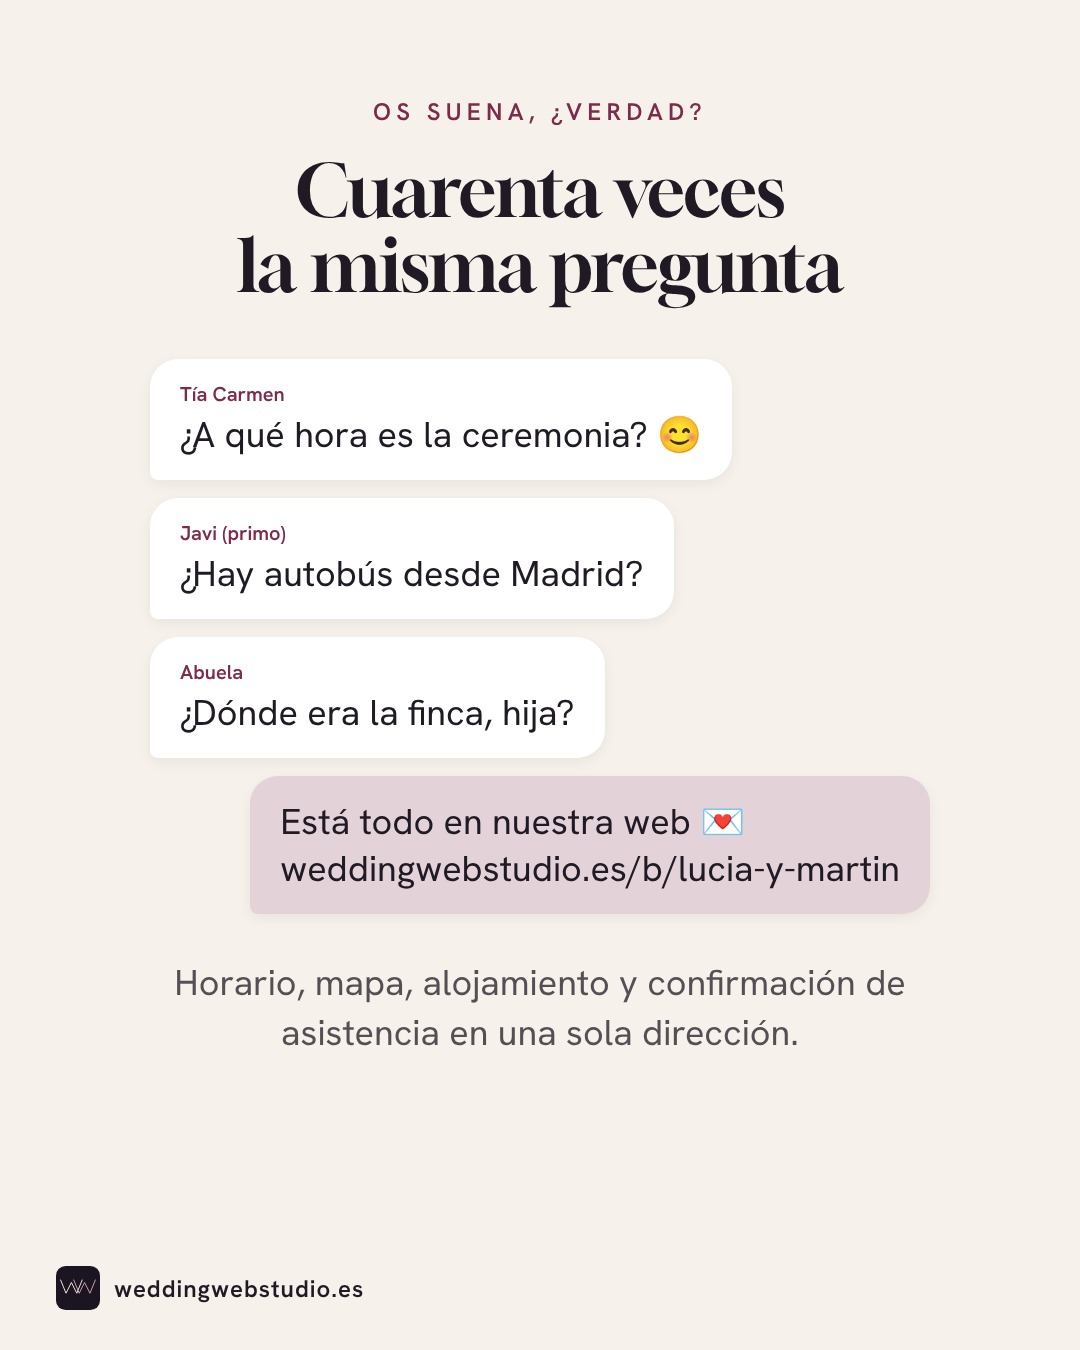 OS SUENA, ¿VERDAD?
Cuarenta veces
la misma pregunta
Tía Carmen
¿A qué hora es la ceremonia? 😊
Javi (primo)
¿Hay autobús desde Madrid?
Abuela
¿Dónde era la finca, hija?
Está todo en nuestra web 💌
weddingwebstudio.es/b/lucia-y-martin
Horario, mapa, alojamiento y confirmación de
asistencia en una sola dirección.
weddingwebstudio.es